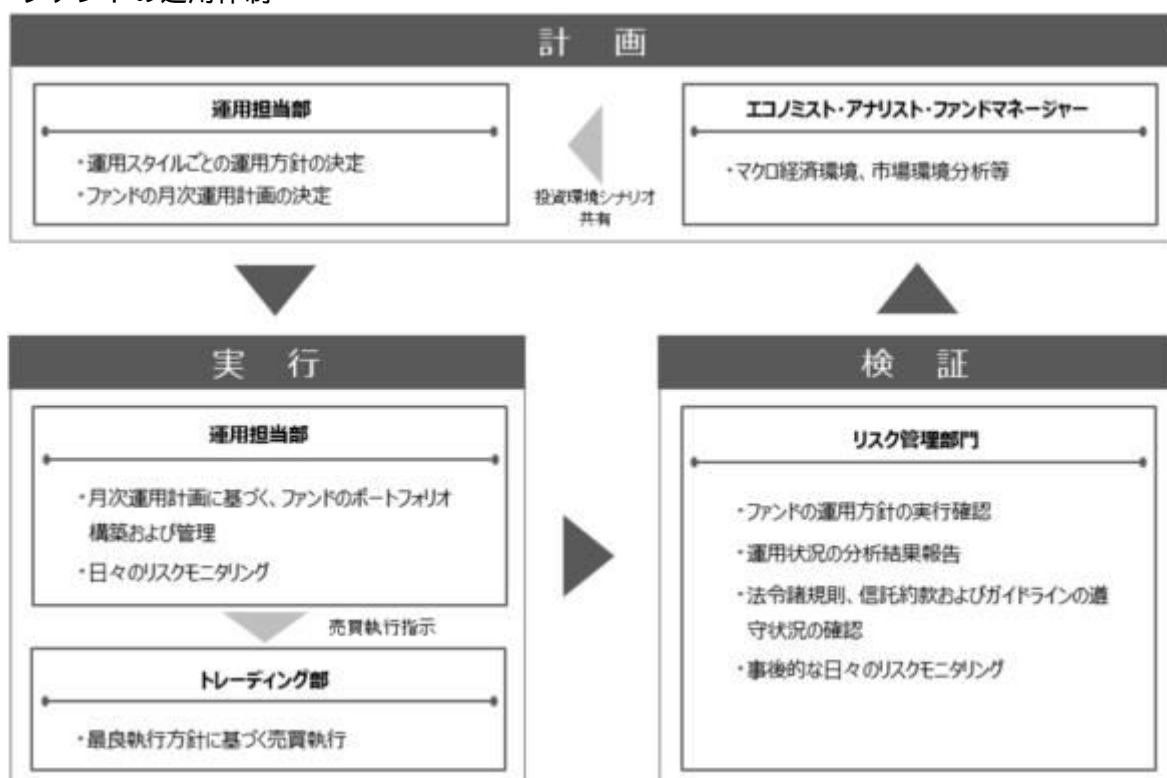 ファンドの運用体制
計 画
運用担当部
・運用スタイルごとの運用方針の決定
・ファンドの月次運用計画の決定
投資環境シナリオ
共有
エコノミスト・アナリスト・ファンドマネージャー
・マクロ経済環境、市場環境分析等
実 行
運用担当部
・月次運用計画に基づく、ファンドのポートフォリオ
構築および管理
・日々のリスクモニタリング
売買執行指示
トレーディング部
・最良執行方針に基づく売買執行
検 証
リスク管理部門
・ファンドの運用方針の実行確認
・運用状況の分析結果報告
・法令諸規則、信託約款およびガイドラインの遵
守状況の確認
・事後的な日々のリスクモニタリング